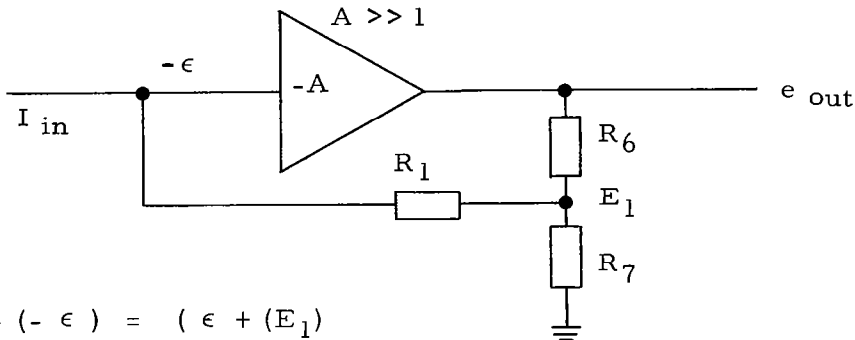 A >> 1
-ϵ
-A
I in
e out
R6
R1
E1
R7
(- ϵ ) = ( ϵ + (E1)